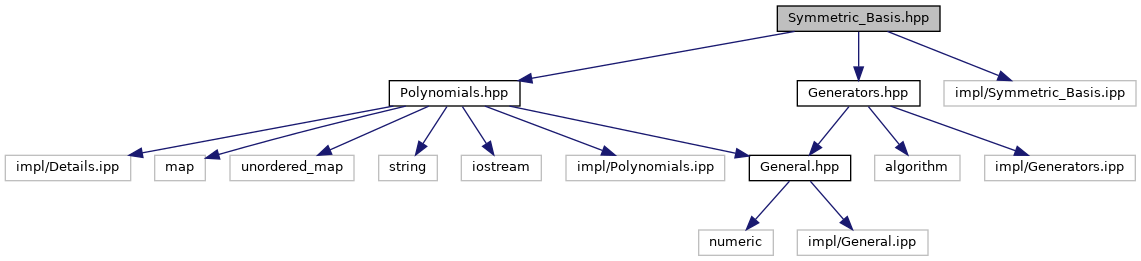 Symmetric_Basis.hpp
Polynomials.hpp
Generators.hpp
impl/Symmetric_Basis.ipp
impl/Details.ipp
map
unordered_map
string
iostream
impl/Polynomials.ipp
General.hpp
algorithm
impl/Generators.ipp
numeric
impl/General.ipp